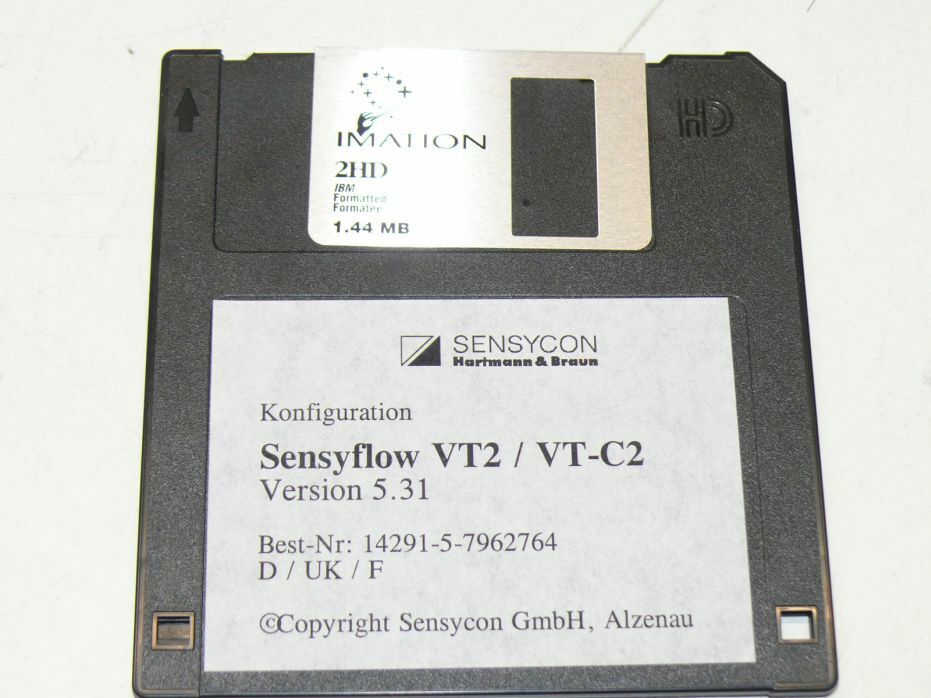 IMATION
2HD
IBM
Formatted
Formatée
1.44 MB
HD
SENSYCON
Hartmann & Braun
Konfiguration
Sensyflow VT2 / VT-C2
Version 5.31
Best-Nr: 14291-5-7962764
D / UK / F
©Copyright Sensycon GmbH, Alzenau